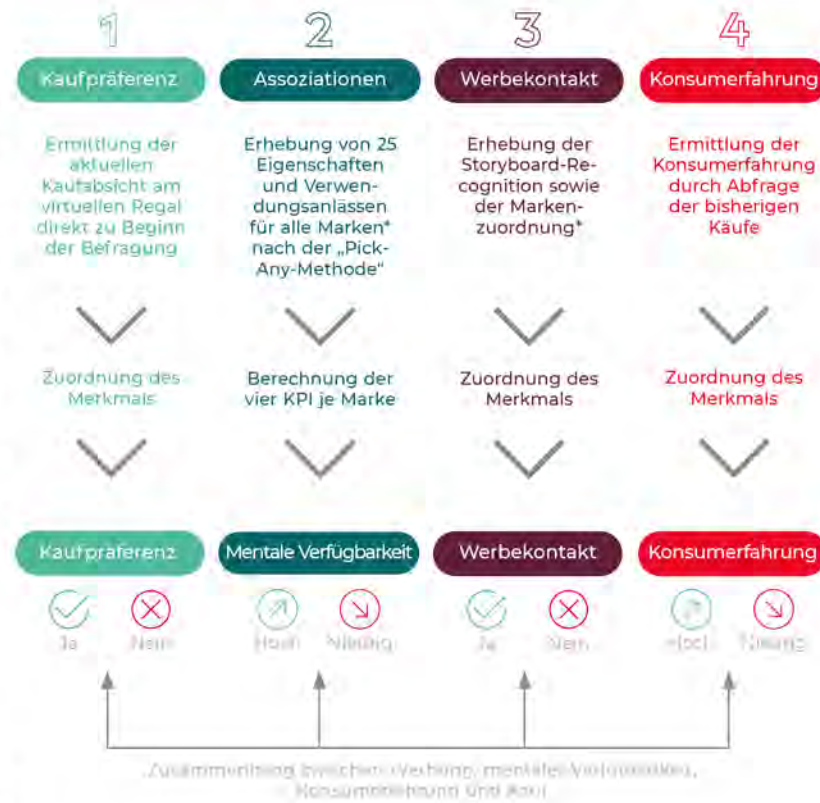 1
Kaufpräferenz
Ermittlung der
aktuellen
Kaufabsicht am
virtuellen Regal
direkt zu Beginn
der Befragung
Zuordnung des
Merkmals
Kaufpräferenz
Ja
Nein
2
Assoziationen
Erhebung von 25
Eigenschaften
und Verwen-
dungsanlässen
für alle Marken*
nach der „Pick-
Any-Methode“
Berechnung der
vier KPI je Marke
Mentale Verfügbarkeit
Hoch
Niedrig
3
Werbekontakt
Erhebung der
Storyboard-Re-
cognition sowie
der Marken-
zuordnung*
Zuordnung des
Merkmals
Werbekontakt
Ja
Nein
4
Konsumerfahrung
Ermittlung der
Konsumerfahrung
durch Abfrage
der bisherigen
Käufe
Zuordnung des
Merkmals
Konsumerfahrung
Hoch
Niedrig
Zusammenhang zwischen Werbung, mentaler Verfügbarkeit,
Konsumerfahrung und Kauf